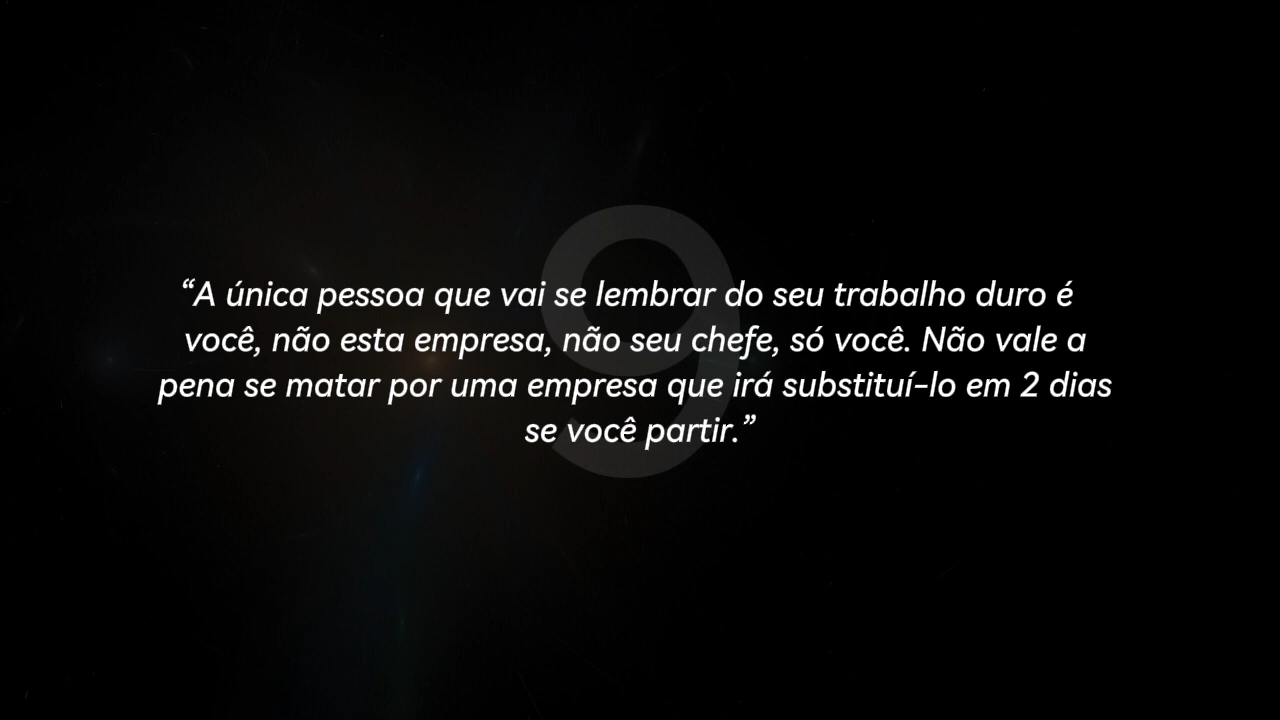 9
“A única pessoa que vai se lembrar do seu trabalho duro é
você, não esta empresa, não seu chefe, só você. Não vale a
pena se matar por uma empresa que irá substituí-lo em 2 dias
se você partir.”